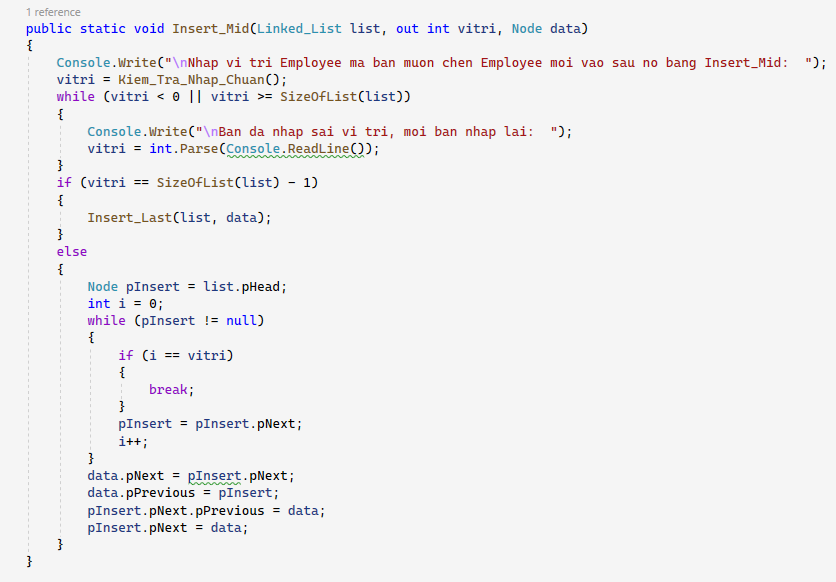 1 reference
public static void Insert_Mid(Linked_List list, out int vitri, Node data)
{
Console.Write("\nNhap vi tri Employee ma ban muon chen Employee moi vao sau no bang Insert_Mid:  ");
vitri = Kiem_Tra_Nhap_Chuan();
while (vitri < 0 || vitri >= SizeOfList(list))
{
Console.Write("\nBan da nhap sai vi tri, moi ban nhap lai:  ");
vitri = int.Parse(Console.ReadLine());
}
if (vitri == SizeOfList(list) - 1)
{
Insert_Last(list, data);
}
else
{
Node pInsert = list.pHead;
int i = 0;
while (pInsert != null)
{
if (i == vitri)
{
break;
}
pInsert = pInsert.pNext;
i++;
}
data.pNext = pInsert.pNext;
data.pPrevious = pInsert;
pInsert.pNext.pPrevious = data;
pInsert.pNext = data;
}
}